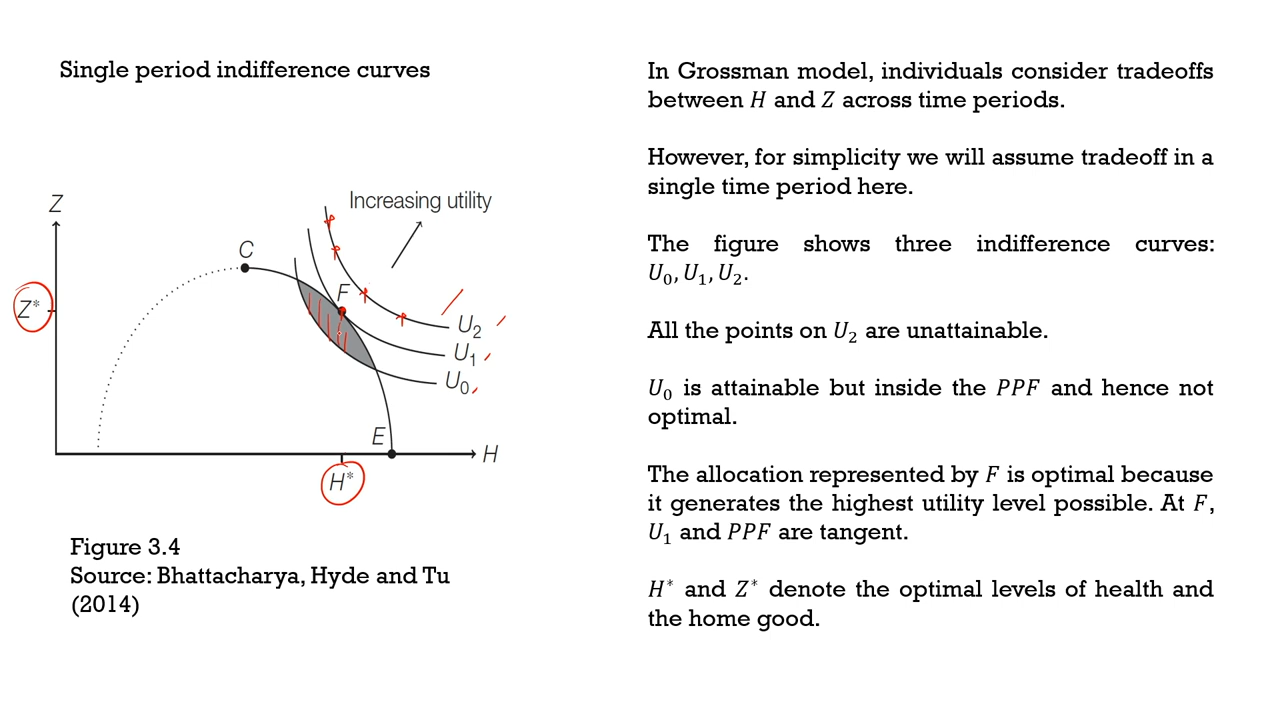 Single period indifference curves
Z
Increasing utility
C
Z*
F
U₂
U₁
U₀
E
H
H*
Figure 3.4
Source: Bhattacharya, Hyde and Tu
(2014)
In Grossman model, individuals consider tradeoffs
between H and Z across time periods.
However, for simplicity we will assume tradeoff in a
single time period here.
The figure shows three indifference curves:
U₀, U₁, U₂.
All the points on U₂ are unattainable.
U₀ is attainable but inside the PPF and hence not
optimal.
The allocation represented by F is optimal because
it generates the highest utility level possible. At F,
U₁ and PPF are tangent.
H* and Z* denote the optimal levels of health and
the home good.